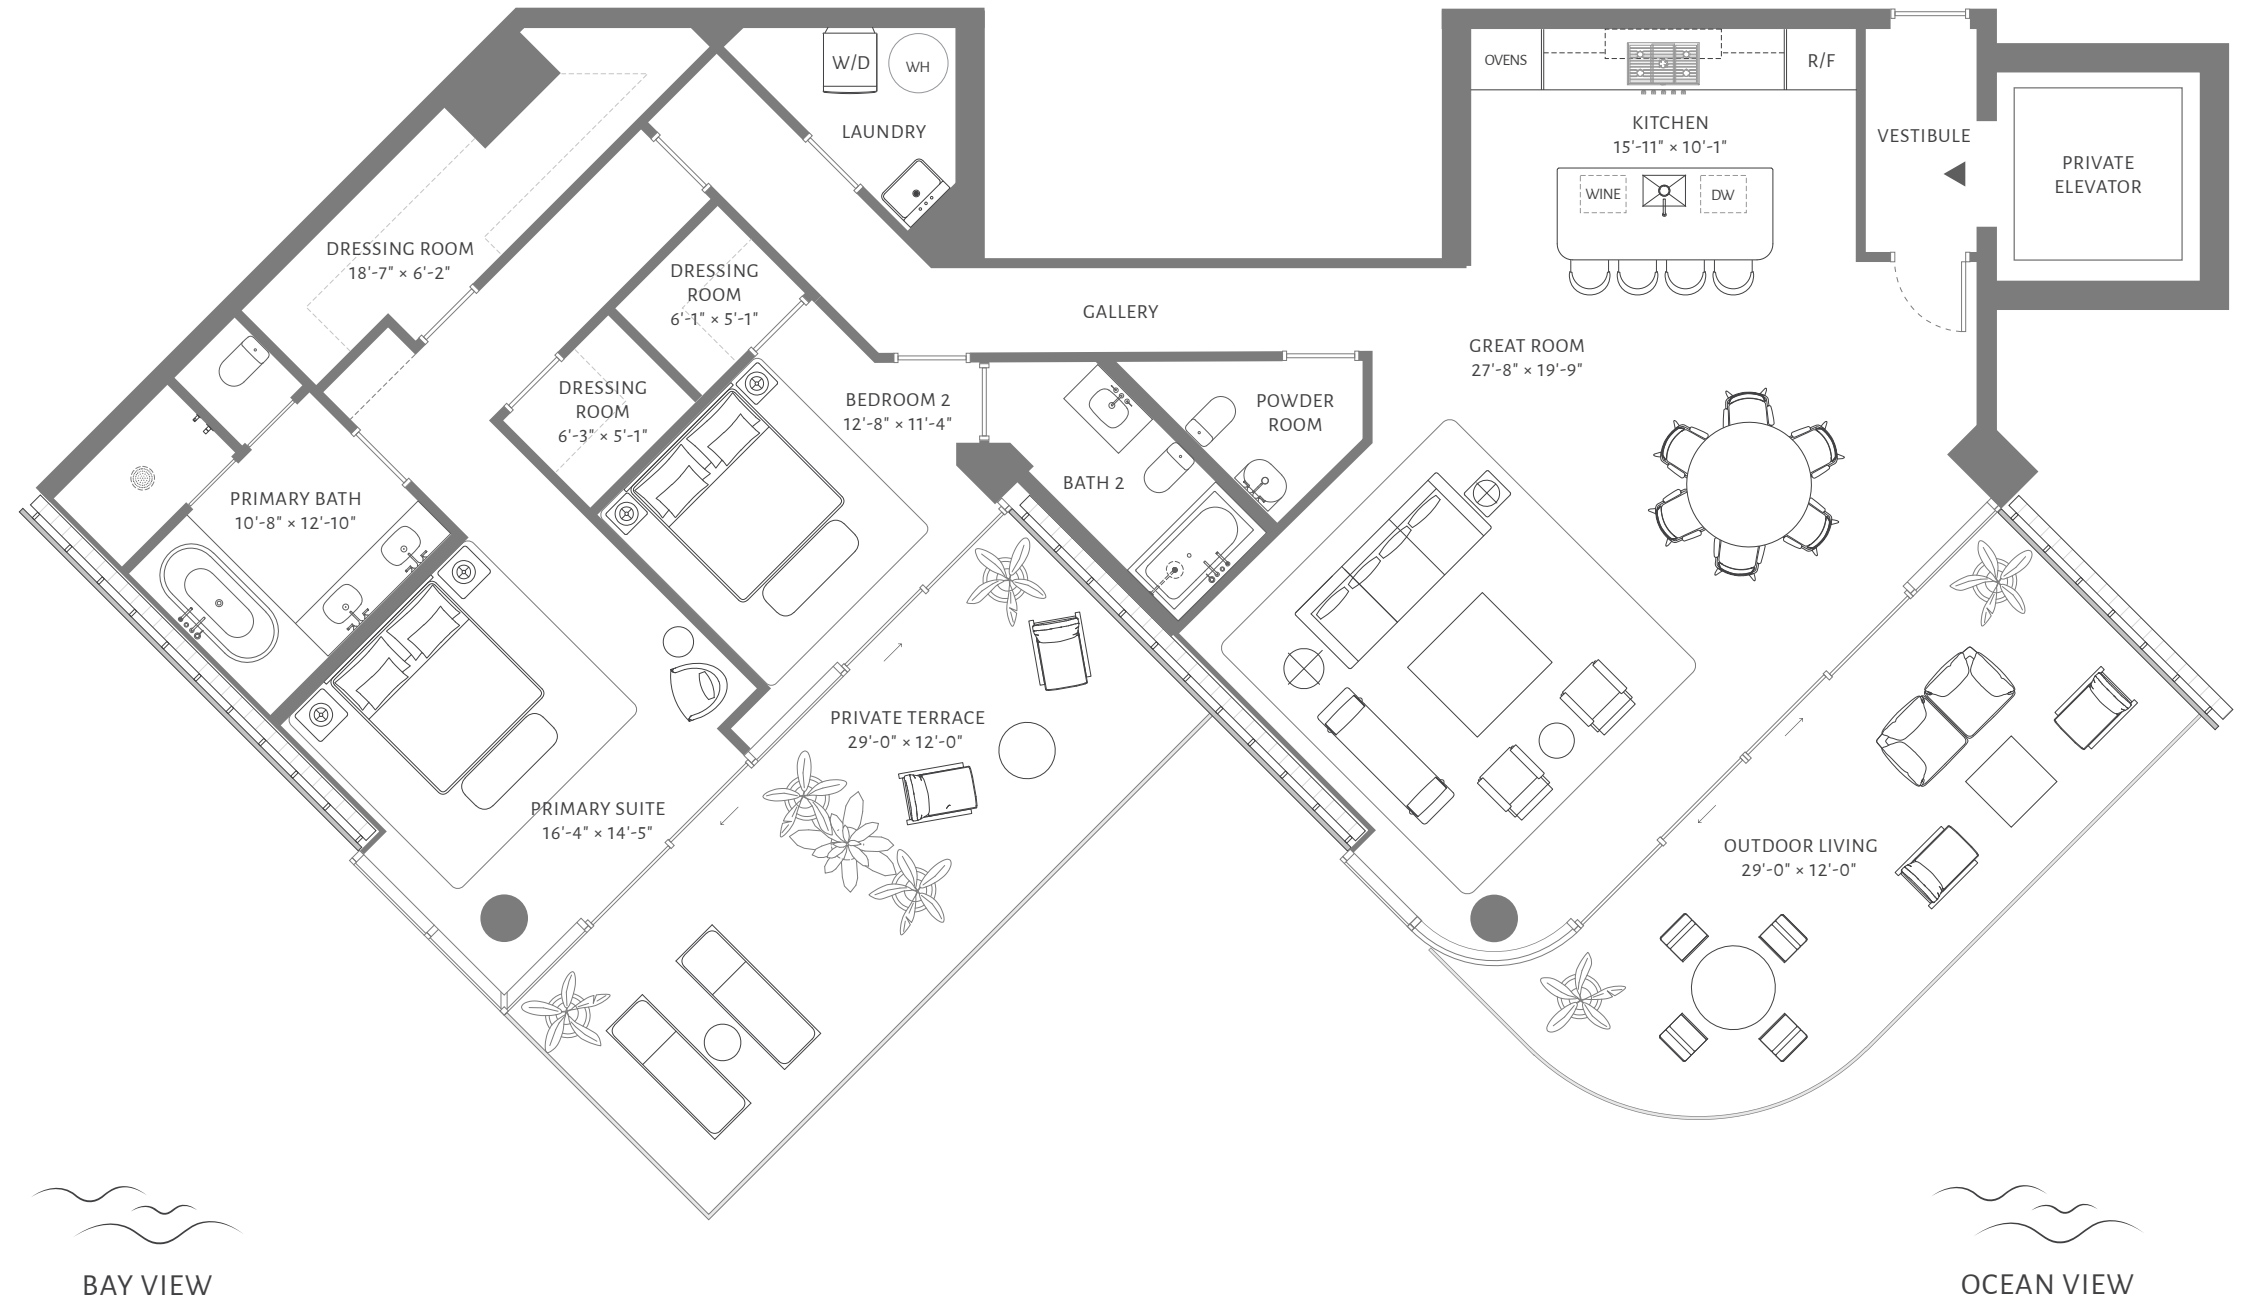 W/D
WH
LAUNDRY
OVENS
R/F
KITCHEN
15'-11" × 10'-1"
WINE
DW
VESTIBULE
PRIVATE
ELEVATOR
DRESSING ROOM
18'-7" × 6'-2"
DRESSING
ROOM
6'-1" × 5'-1"
GALLERY
GREAT ROOM
27'-8" × 19'-9"
DRESSING
ROOM
6'-3" × 5'-1"
BEDROOM 2
12'-8" × 11'-4"
POWDER
ROOM
BATH 2
PRIMARY BATH
10'-8" × 12'-10"
PRIVATE TERRACE
29'-0" × 12'-0"
PRIMARY SUITE
16'-4" × 14'-5"
OUTDOOR LIVING
29'-0" × 12'-0"
BAY VIEW
OCEAN VIEW